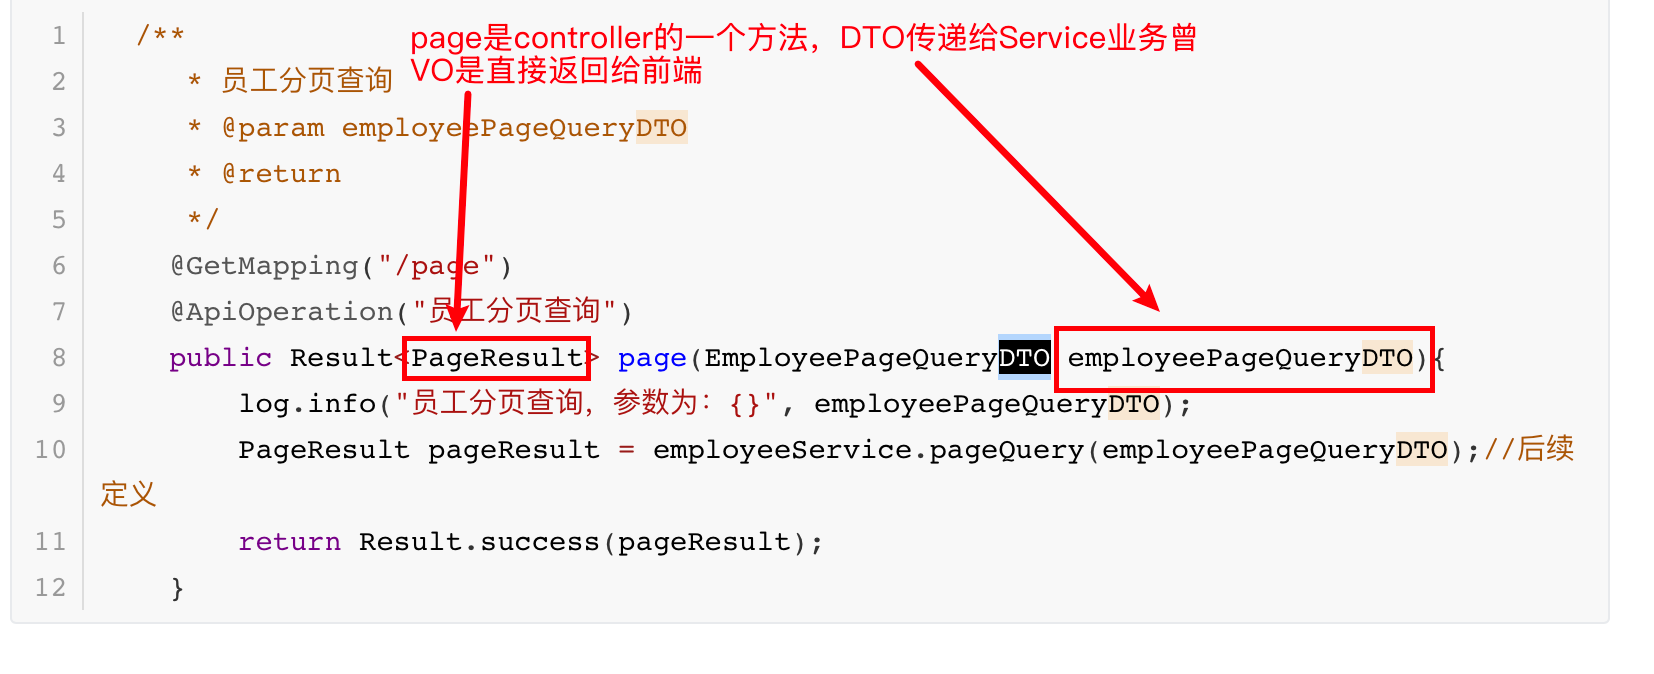 page是controller的一个方法，DTO传递给Service业务曾
VO是直接返回给前端
1 /**
2 * 员工分页查询
3 * @param employeePageQueryDTO
4 * @return
5 */
6 @GetMapping("/page")
7 @ApiOperation("员工分页查询")
8 public Result<PageResult> page(EmployeePageQueryDTO employeePageQueryDTO){
9 log.info("员工分页查询，参数为：{}", employeePageQueryDTO);
10 PageResult pageResult = employeeService.pageQuery(employeePageQueryDTO);//后续
定义
11 return Result.success(pageResult);
12 }